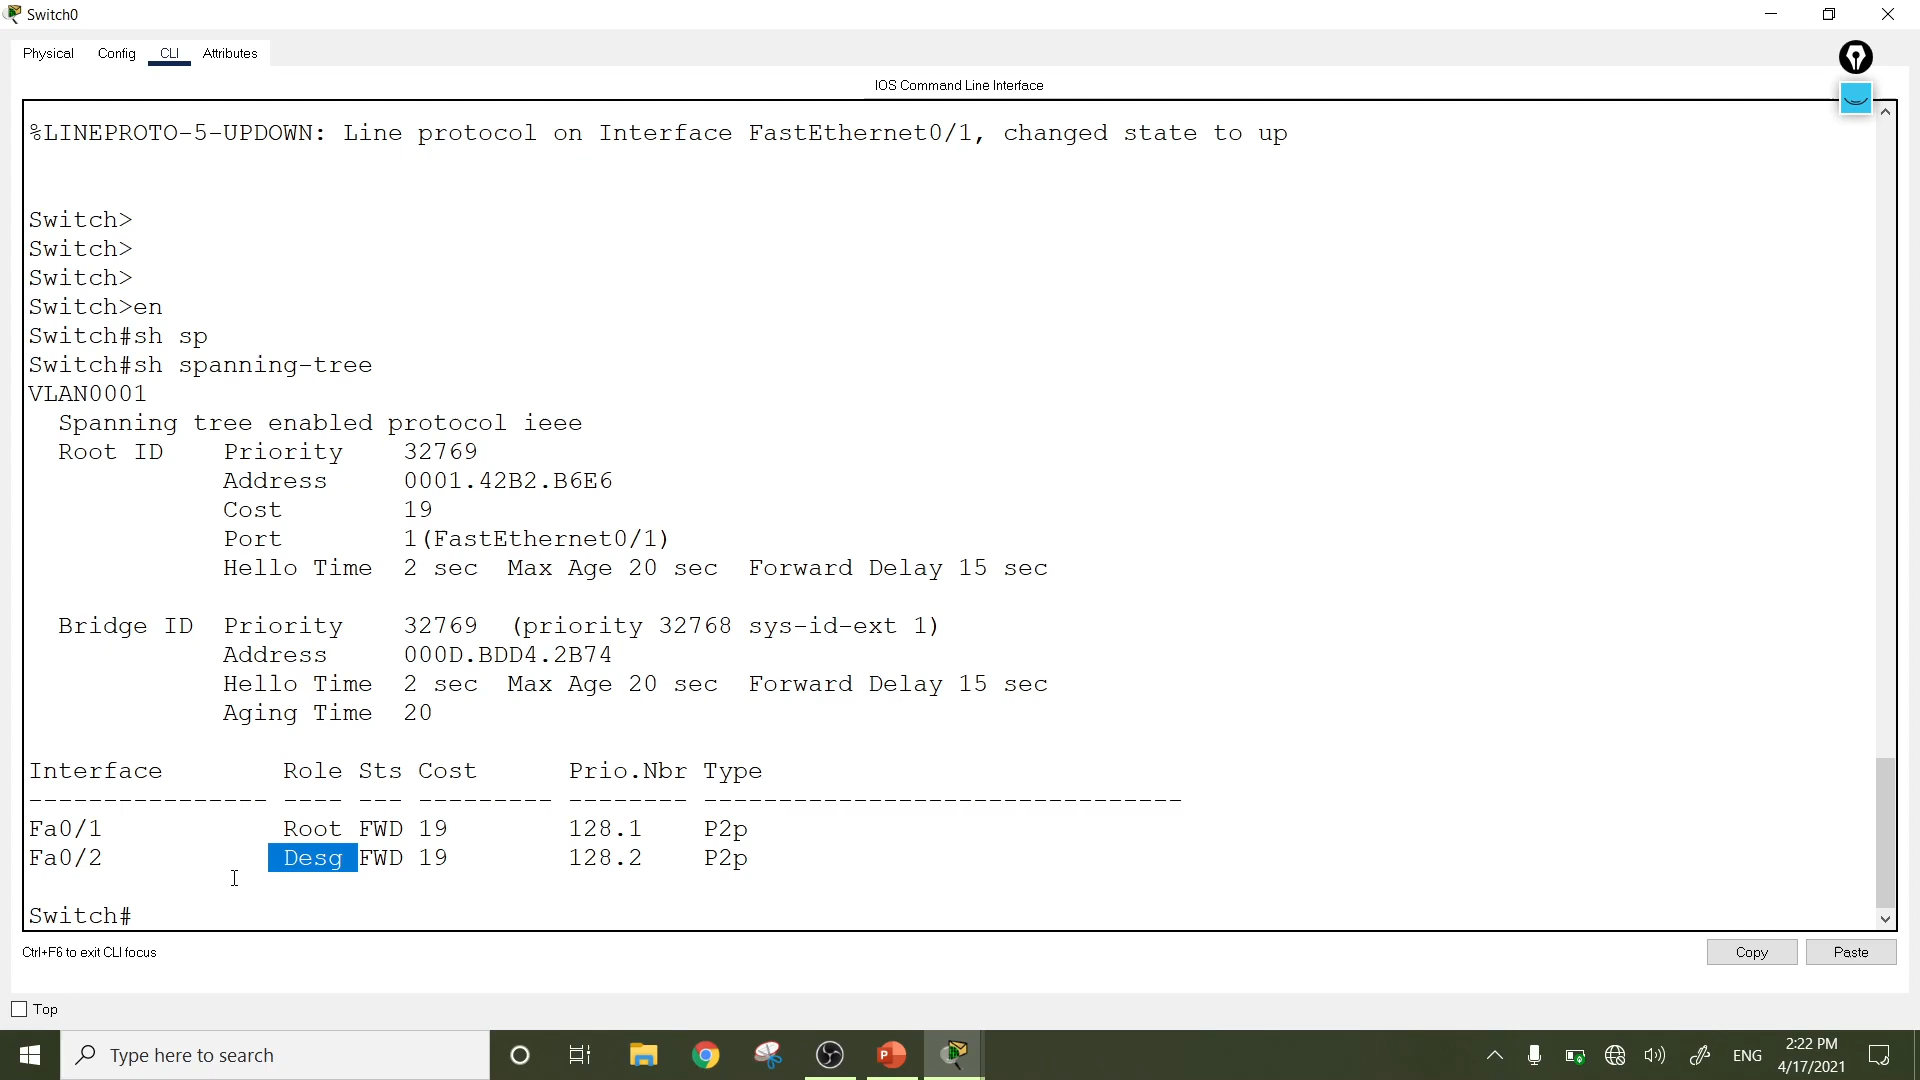 Switch0
Physical Config CLI Attributes
IOS Command Line Interface
%LINEPROTO-5-UPDOWN: Line protocol on Interface FastEthernet0/1, changed state to up
Switch>
Switch>
Switch>
Switch>en
Switch#sh sp
Switch#sh spanning-tree
VLAN0001
Spanning tree enabled protocol ieee
Root ID Priority 32769
Address 0001.42B2.B6E6
Cost 19
Port 1(FastEthernet0/1)
Hello Time 2 sec Max Age 20 sec Forward Delay 15 sec
Bridge ID Priority 32769 (priority 32768 sys-id-ext 1)
Address 000D.BDD4.2B74
Hello Time 2 sec Max Age 20 sec Forward Delay 15 sec
Aging Time 20
Interface Role Sts Cost Prio.Nbr Type
---------------- ---- --- --------- -------- --------------------------------
Fa0/1 Root FWD 19 128.1 P2p
Fa0/2 Desg FWD 19 128.2 P2p
Switch#
Ctrl+F6 to exit CLI focus
Copy Paste
Top
Type here to search
ENG
2:22 PM
4/17/2021